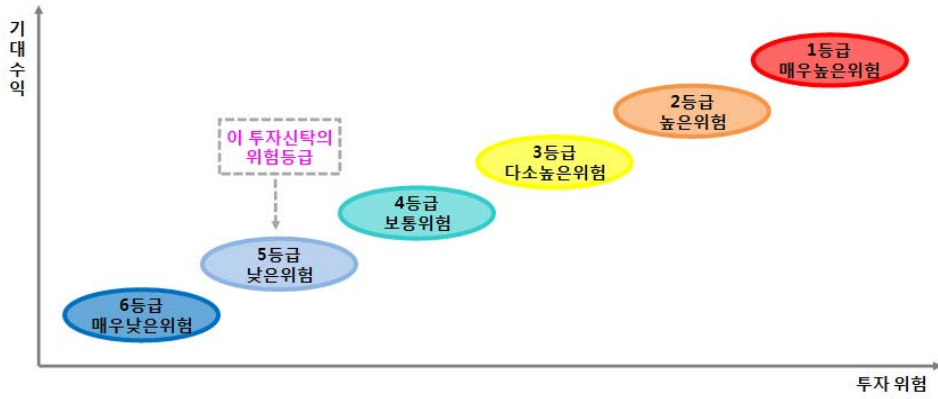 기대수익
1등급
매우높은위험
2등급
높은위험
이 투자신탁의
위험등급
3등급
다소높은위험
4등급
보통위험
5등급
낮은위험
6등급
매우낮은위험
투자 위험